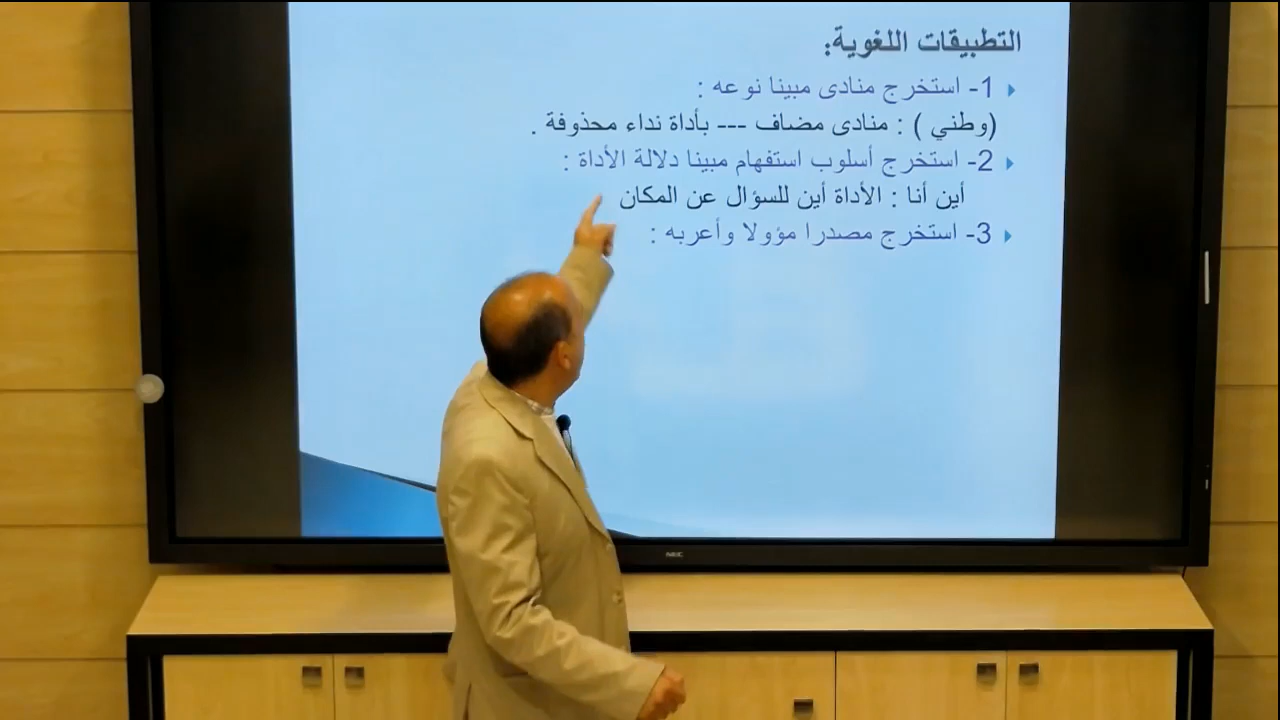 التطبيقات اللغوية:
1- استخرج منادى مبينا نوعه :
(وطني ) : منادى مضاف --- بأداة نداء محذوفة .
2- استخرج أسلوب استفهام مبينا دلالة الأداة :
أين أنا : الأداة أين للسؤال عن المكان
3- استخرج مصدرا مؤولا وأعربه :
NEC